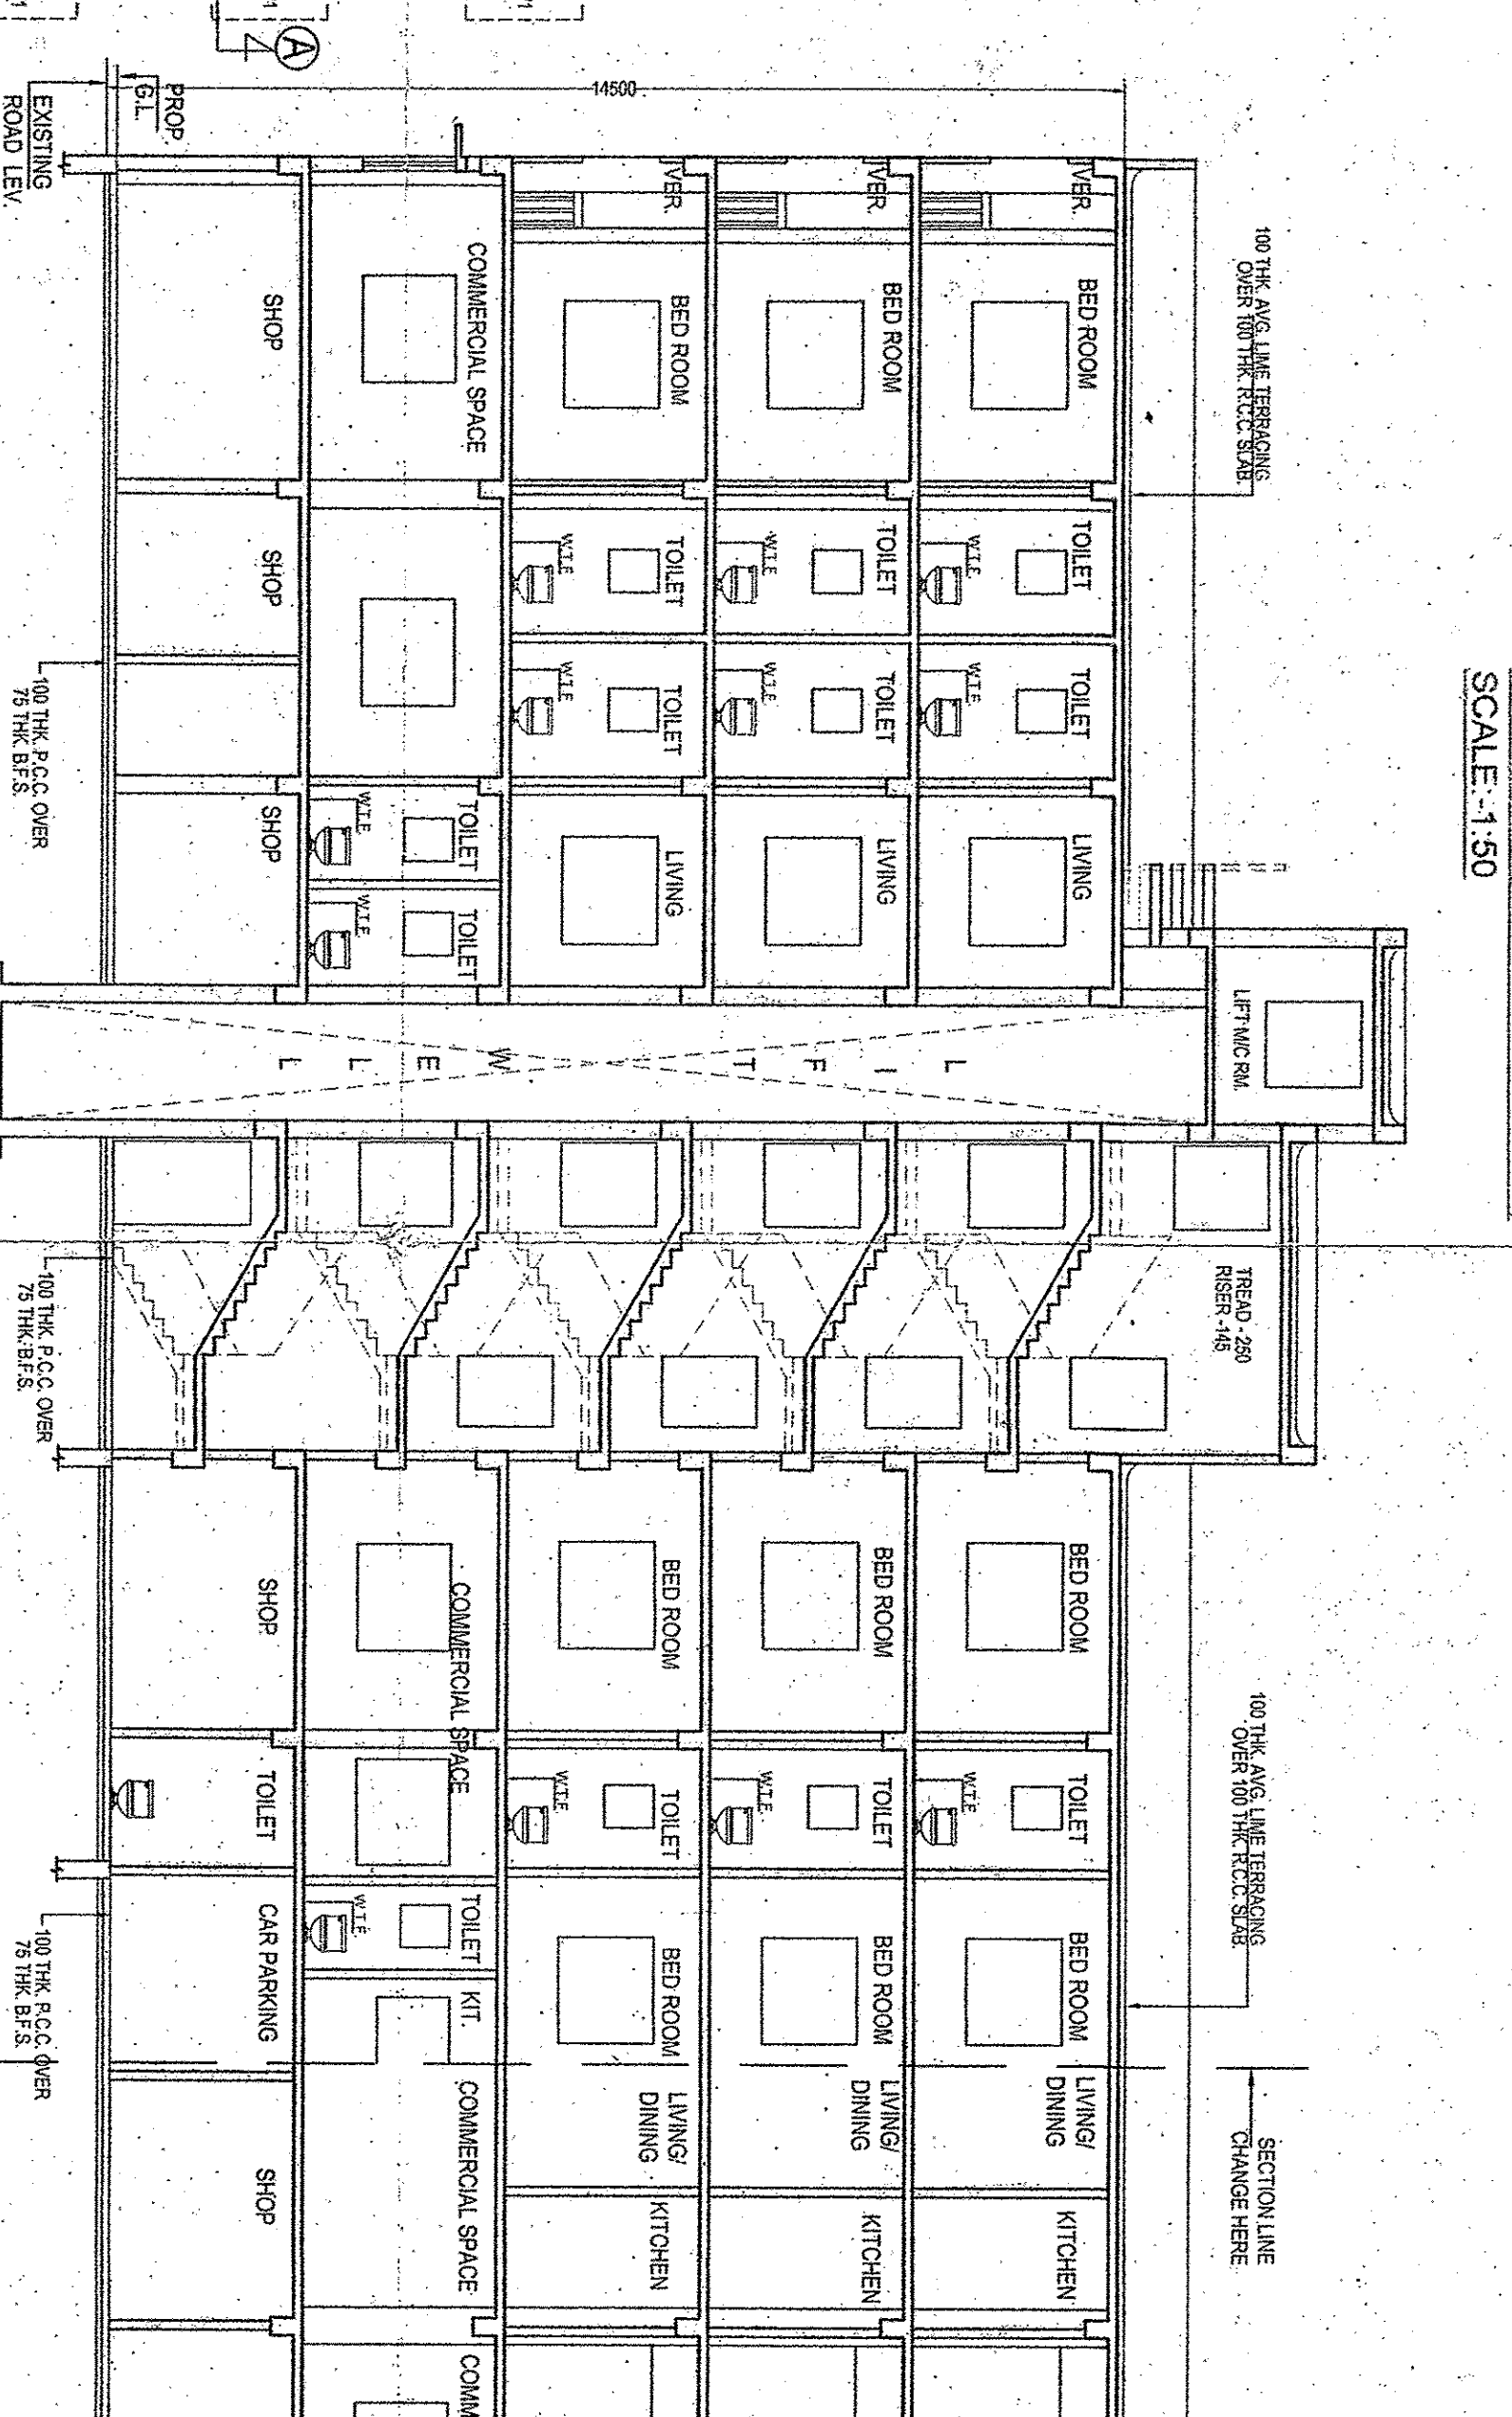 SCALE:-1:50
100 THK. AVG. LIME TERRACING
OVER 100 THK. R.C.C. SLAB.
LIFT M/C RM.
TREAD - 250
RISER -145
100 THK. AVG. LIME TERRACING
OVER 100 THK. R.C.C. SLAB.
SECTION LINE
CHANGE HERE
14500
VER.
BED ROOM
TOILET
W.T.F
TOILET
W.T.F
LIVING
BED ROOM
TOILET
W.T.F
BED ROOM
LIVING/
DINING
KITCHEN
VER.
BED ROOM
TOILET
W.T.F
TOILET
W.T.F
LIVING
BED ROOM
TOILET
W.T.F
BED ROOM
LIVING/
DINING
KITCHEN
VER.
BED ROOM
TOILET
W.T.F
TOILET
W.T.F
LIVING
BED ROOM
TOILET
W.T.F
BED ROOM
LIVING/
DINING
KITCHEN
L
I
F
T
W
E
L
L
COMMERCIAL SPACE
TOILET
W.T.F
TOILET
W.T.F
COMMERCIAL SPACE
TOILET
W.T.F
KIT.
COMMERCIAL SPACE
COMM
SHOP
SHOP
SHOP
SHOP
TOILET
CAR PARKING
SHOP
A
PROP
G.L.
EXISTING
ROAD LEV.
100 THK. P.C.C. OVER
75 THK. B.F.S.
100 THK. P.C.C. OVER
75 THK. B.F.S.
100 THK. P.C.C. OVER
75 THK. B.F.S.